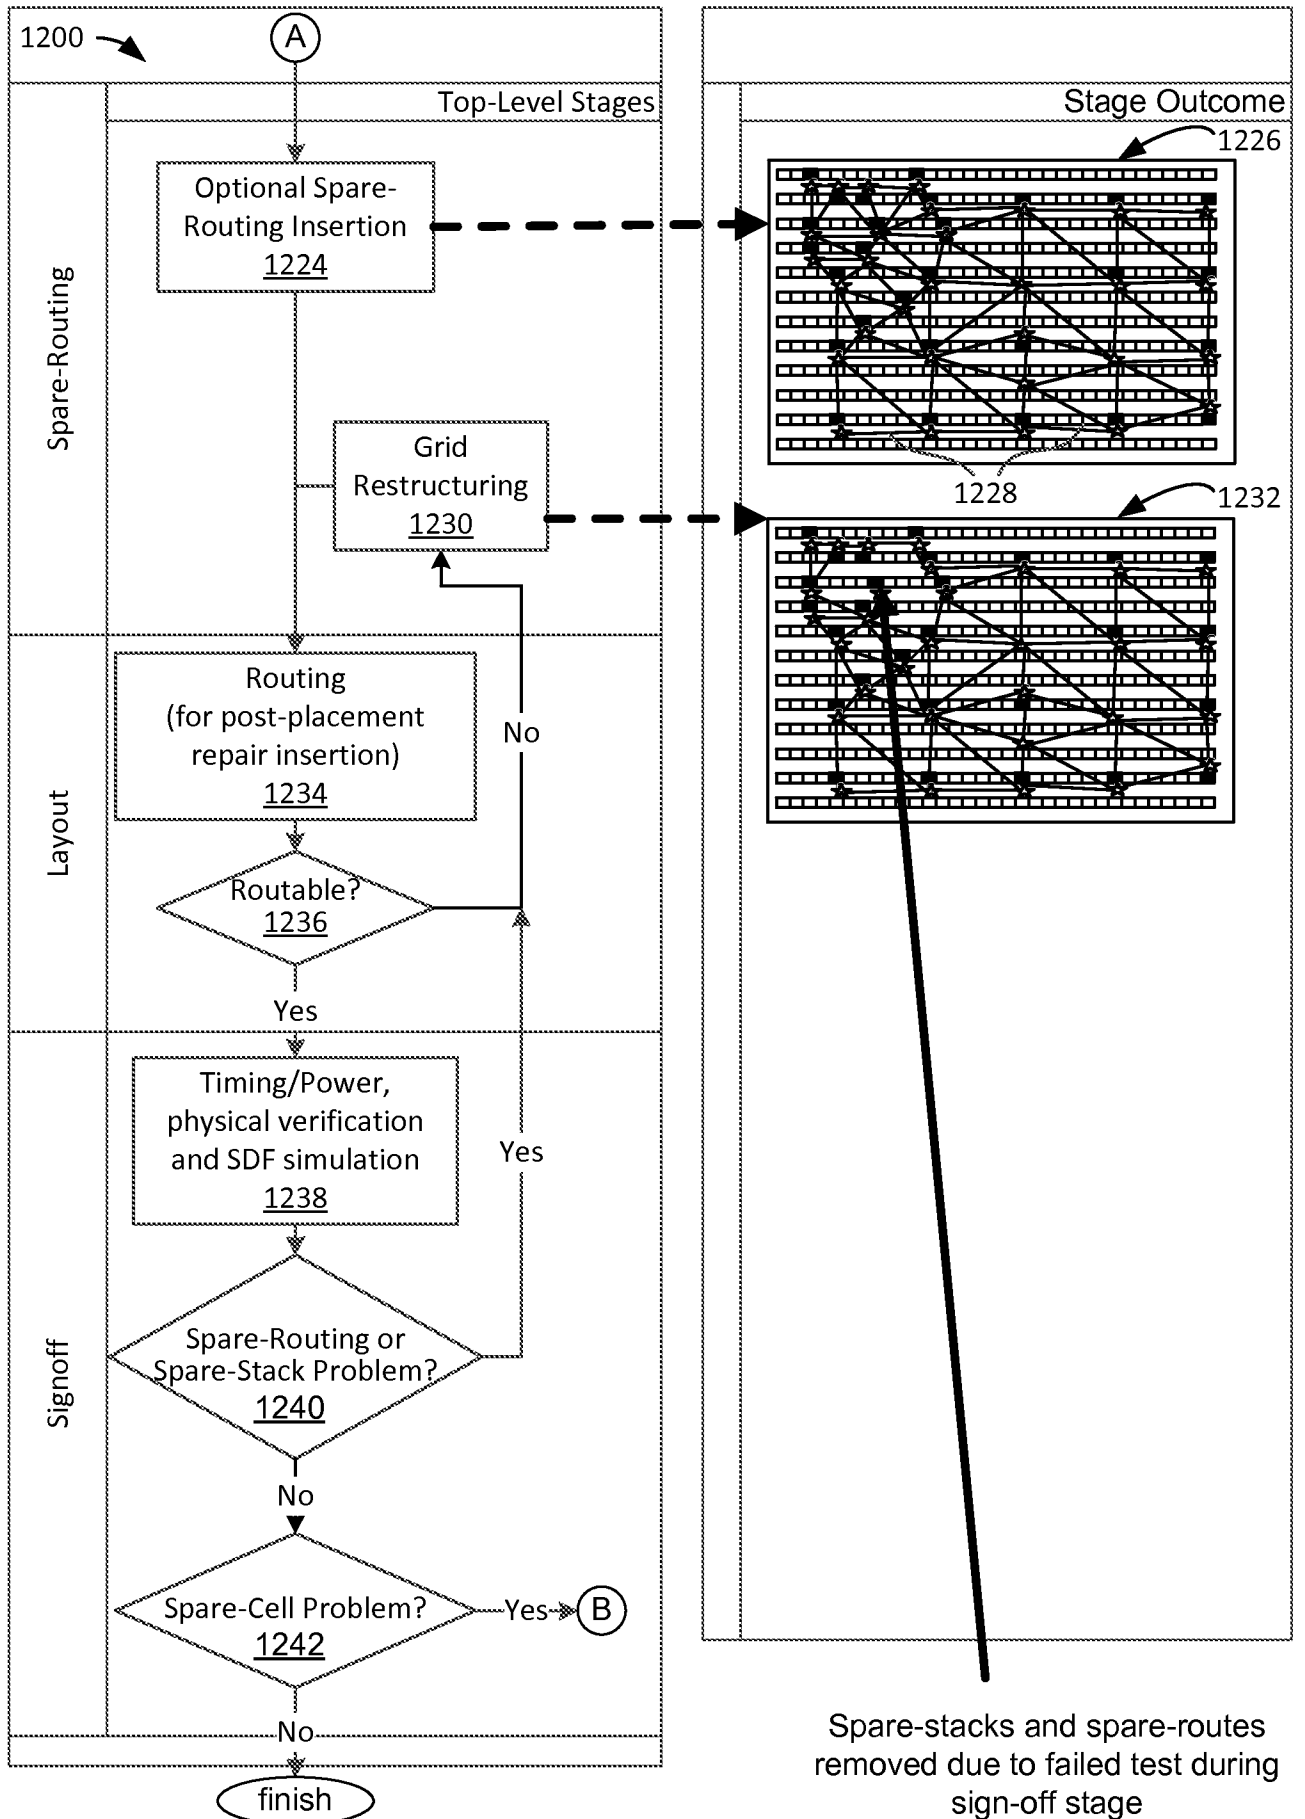 1200
A
Top-Level Stages
Stage Outcome
Spare-Routing
Optional Spare-
Routing Insertion
1224
1226
1228
Grid
Restructuring
1230
1232
Layout
Routing
(for post-placement
repair insertion)
1234
No
Routable?
1236
Yes
Signoff
Timing/Power,
physical verification
and SDF simulation
1238
Yes
Spare-Routing or
Spare-Stack Problem?
1240
No
Spare-Cell Problem?
1242
Yes
B
No
finish
Spare-stacks and spare-routes
removed due to failed test during
sign-off stage